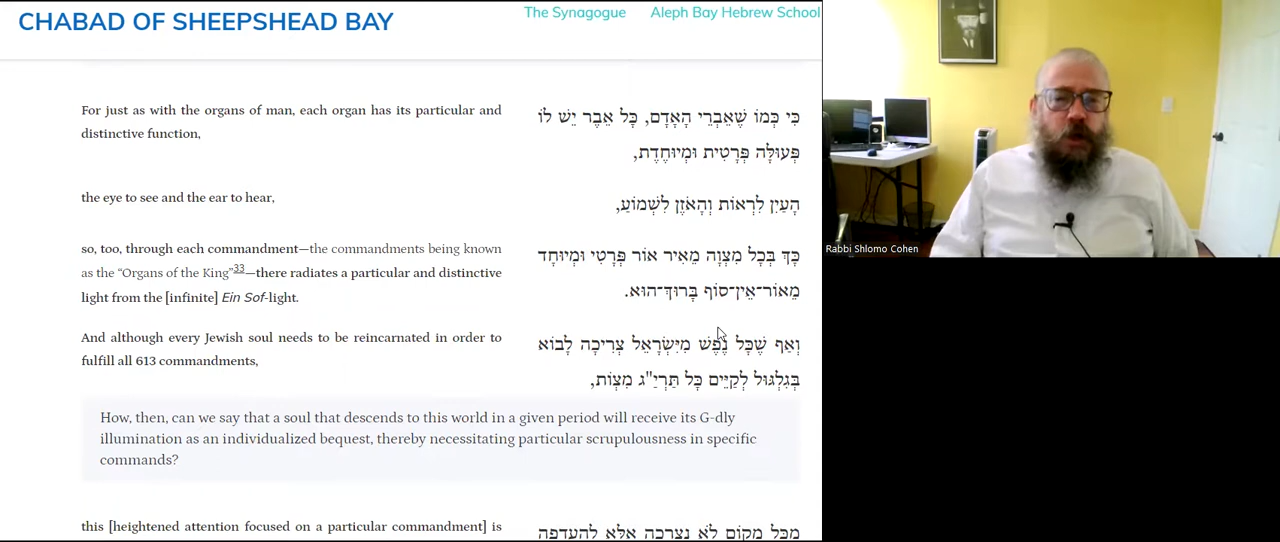 CHABAD OF SHEEPSHEAD BAY
The Synagogue
Aleph Bay Hebrew School
For just as with the organs of man, each organ has its particular and
distinctive function,
כִּי כְּמוֹ שֶׁאֵבְרֵי הָאָדָם, כָּל אֵבֶר יֵשׁ לוֹ
פְּעוּלָּה פְּרָטִית וּמְיוּחֶדֶת,
the eye to see and the ear to hear,
הָעַיִן לִרְאוֹת וְהָאֹזֶן לִשְׁמוֹעַ,
so, too, through each commandment—the commandments being known
as the “Organs of the King”33—there radiates a particular and distinctive
light from the [infinite] Ein Sof-light.
כָּךְ בְּכָל מִצְוָה מֵאִיר אוֹר פְּרָטִי וּמְיוּחָד
מֵאוֹר־אֵין־סוֹף בָּרוּךְ־הוּא.
And although every Jewish soul needs to be reincarnated in order to
fulfill all 613 commandments,
וְאַף שֶׁכָּל נֶפֶשׁ מִיִּשְׂרָאֵל צְרִיכָה לָבוֹא
בְּגִלְגּוּל לְקַיֵּים כָּל תַּרְיַ"ג מִצְוֹת,
How, then, can we say that a soul that descends to this world in a given period will receive its G-dly
illumination as an individualized bequest, thereby necessitating particular scrupulousness in specific
commands?
this [heightened attention focused on a particular commandment] is
מִכָּל מָקוֹם לֹא נִצְרְכָה אֶלָּא לְהַעְדָּפָה
Rabbi Shlomo Cohen